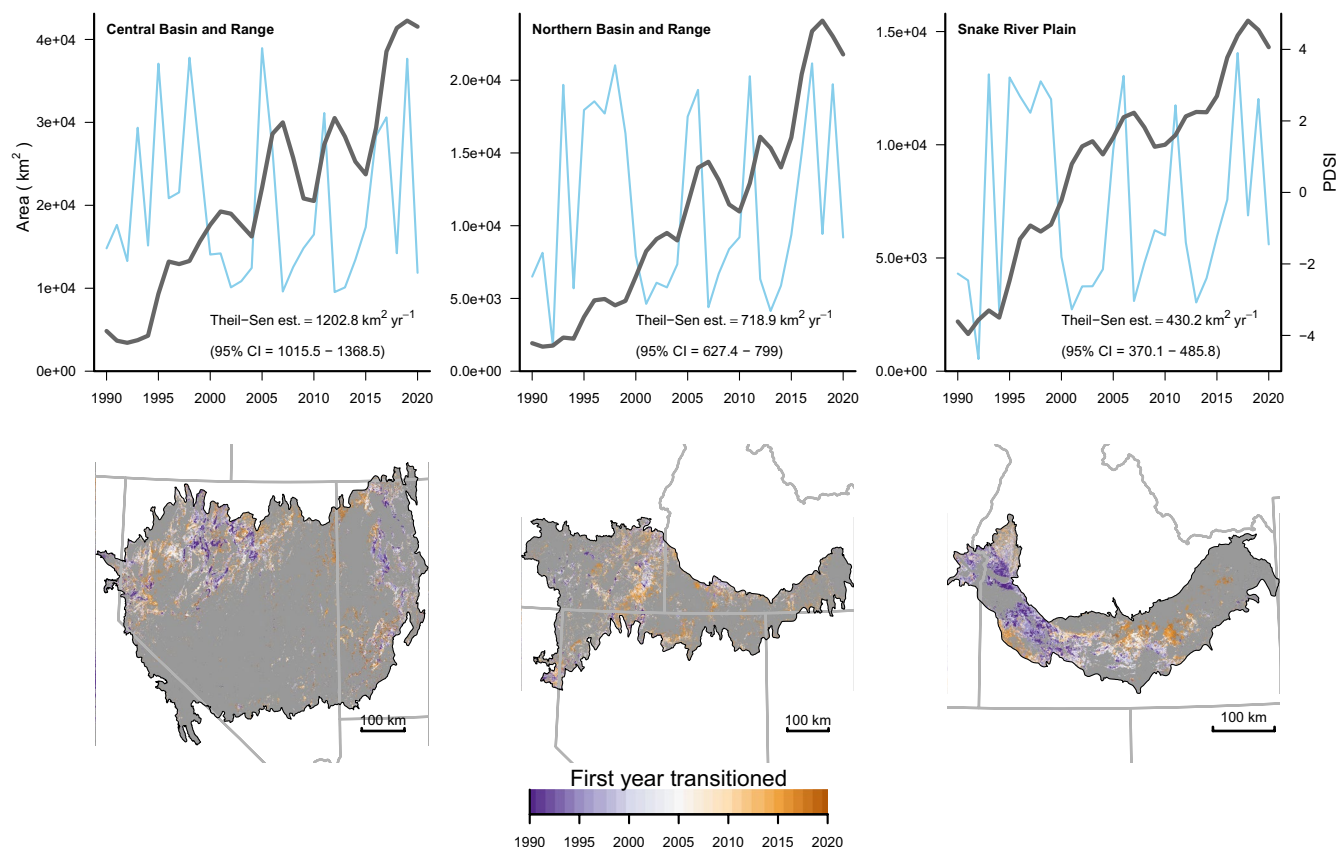 Central Basin and Range
Northern Basin and Range
Snake River Plain
Area ( km² )
4e+04
3e+04
2e+04
1e+04
0e+00
Theil−Sen est. = 1202.8 km² yr⁻¹
(95% CI = 1015.5 − 1368.5)
1990 1995 2000 2005 2010 2015 2020
2.0e+04
1.5e+04
1.0e+04
5.0e+03
0.0e+00
Theil−Sen est. = 718.9 km² yr⁻¹
(95% CI = 627.4 − 799)
1990 1995 2000 2005 2010 2015 2020
1.5e+04
1.0e+04
5.0e+03
0.0e+00
Theil−Sen est. = 430.2 km² yr⁻¹
(95% CI = 370.1 − 485.8)
1990 1995 2000 2005 2010 2015 2020
4
2
0
−2
−4
PDSI
100 km
100 km
100 km
First year transitioned
1990 1995 2000 2005 2010 2015 2020